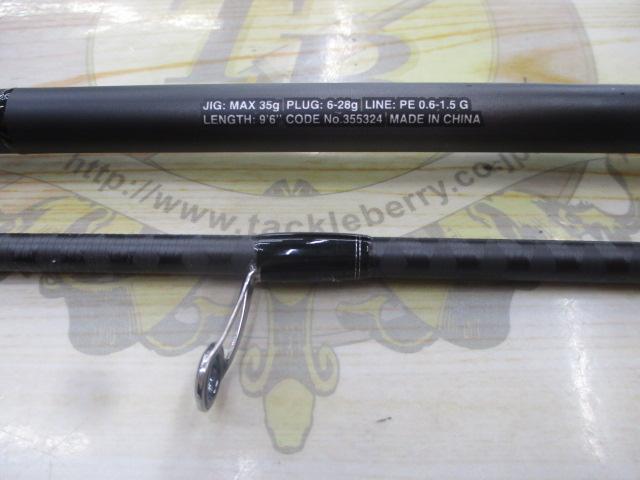 TB
JIG: MAX 35g PLUG: 6-28g LINE: PE 0.6-1.5 G
LENGTH: 9'6'' CODE No.355324 MADE IN CHINA
http://www.tackleberry.co.jp